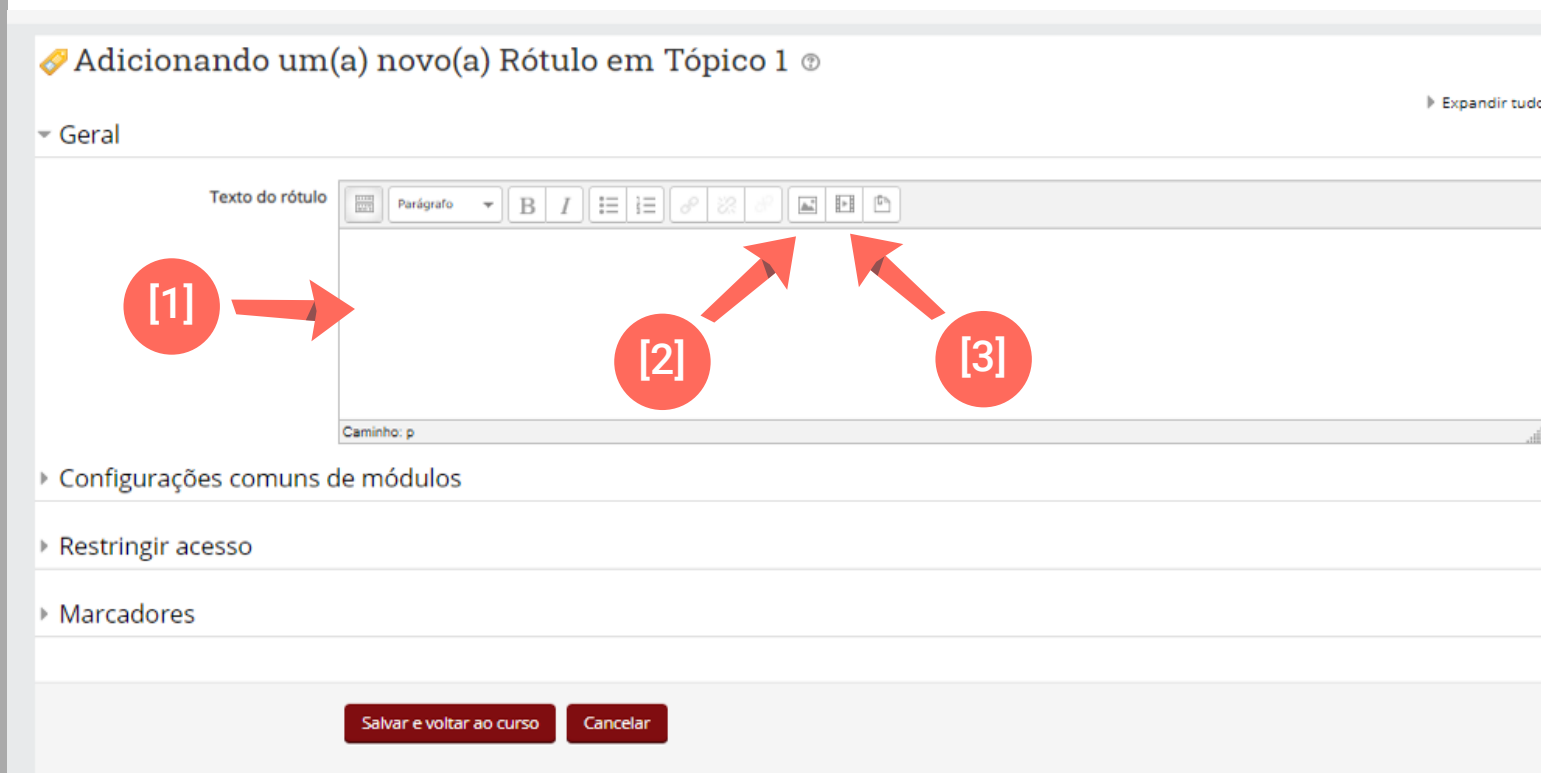 Adicionando um(a) novo(a) Rótulo em Tópico 1
Expandir tudo
Geral
Texto do rótulo
Parágrafo
B I
[1]
[2]
[3]
Caminho: p
Configurações comuns de módulos
Restringir acesso
Marcadores
Salvar e voltar ao curso Cancelar